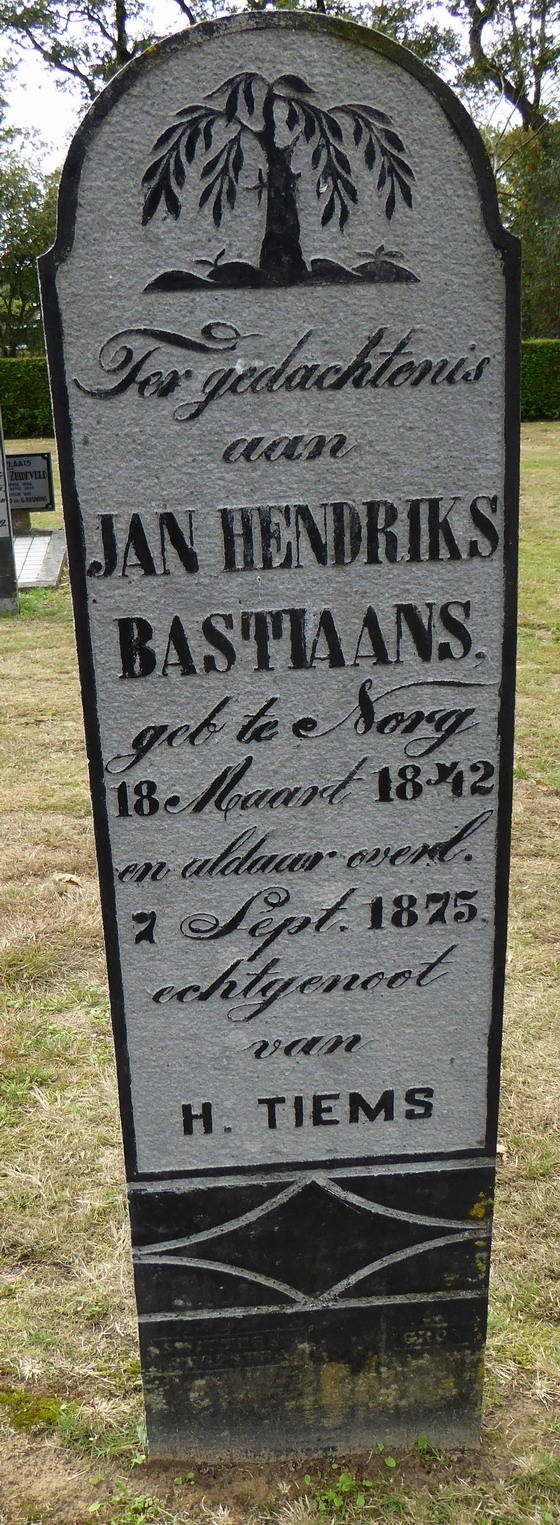 Ter gedachtenis
aan
JAN HENDRIKS
BASTIAANS.
geb te Norg
18 Maart 1842
en aldaar overl.
7 Sept. 1875.
echtgenoot
van
H. TIEMS